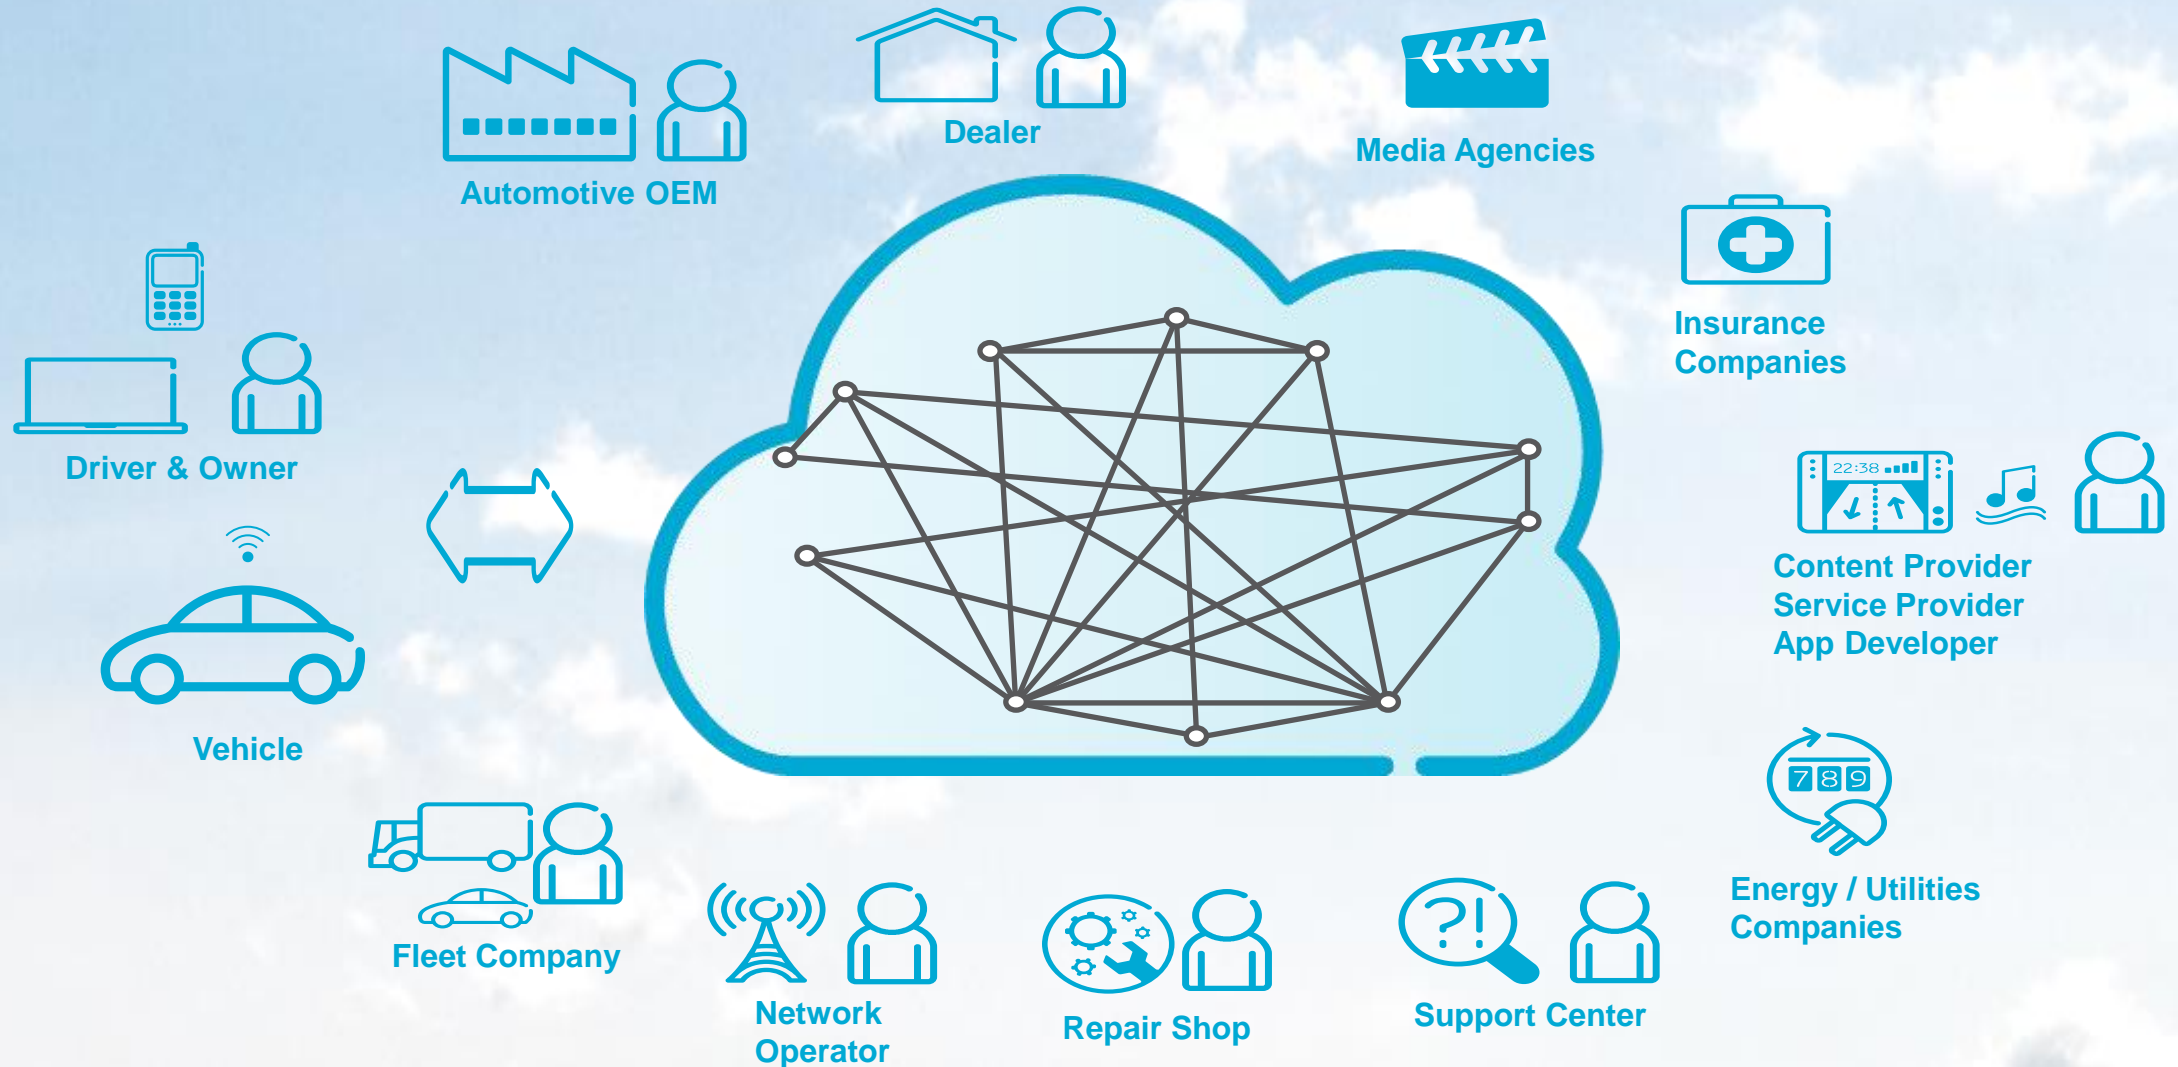 Dealer
Media Agencies
Automotive OEM
Insurance
Companies
Driver & Owner
22:38
Content Provider
Service Provider
App Developer
Vehicle
789
Energy / Utilities
Companies
?!
Fleet Company
Network
Operator
Repair Shop
Support Center